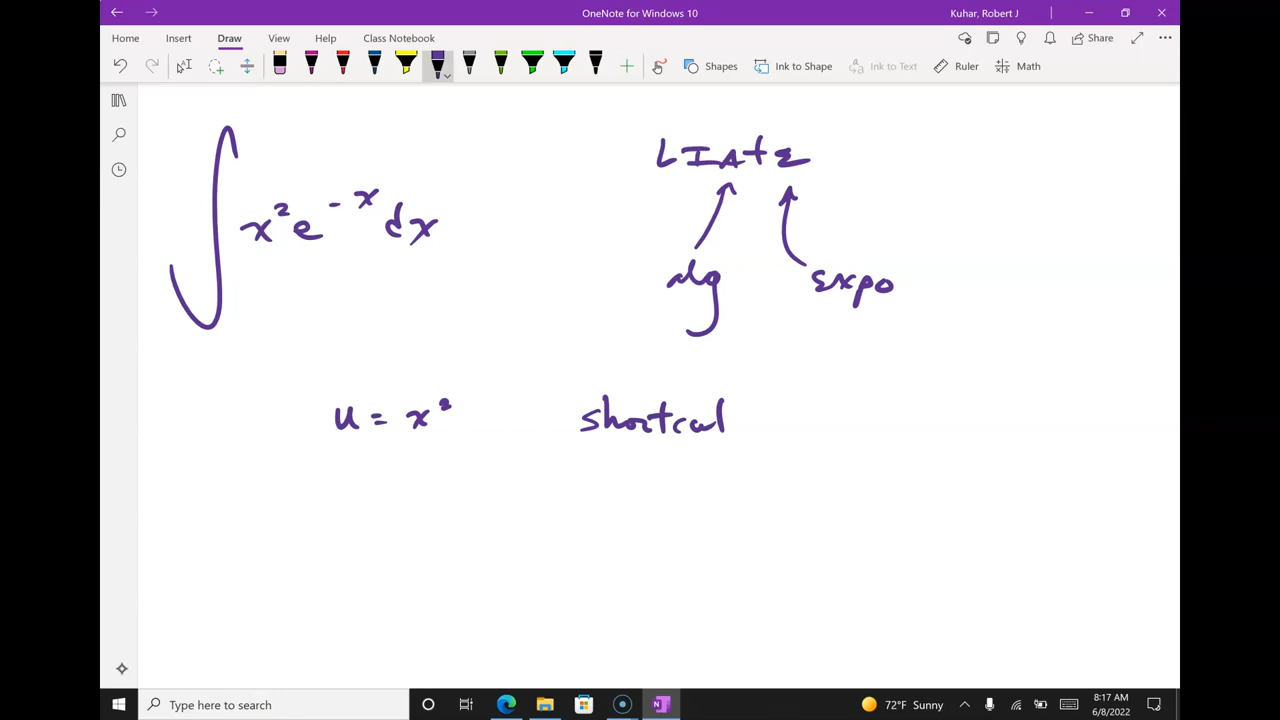 OneNote for Windows 10
Kuhar, Robert J
Home Insert Draw View Help Class Notebook
Share
Shapes Ink to Shape Ink to Text Ruler Math
∫ x² e^{-x} dx
LIAtE
alg
Expo
u = x²
shortcut
Type here to search
72°F Sunny
8:17 AM
6/8/2022